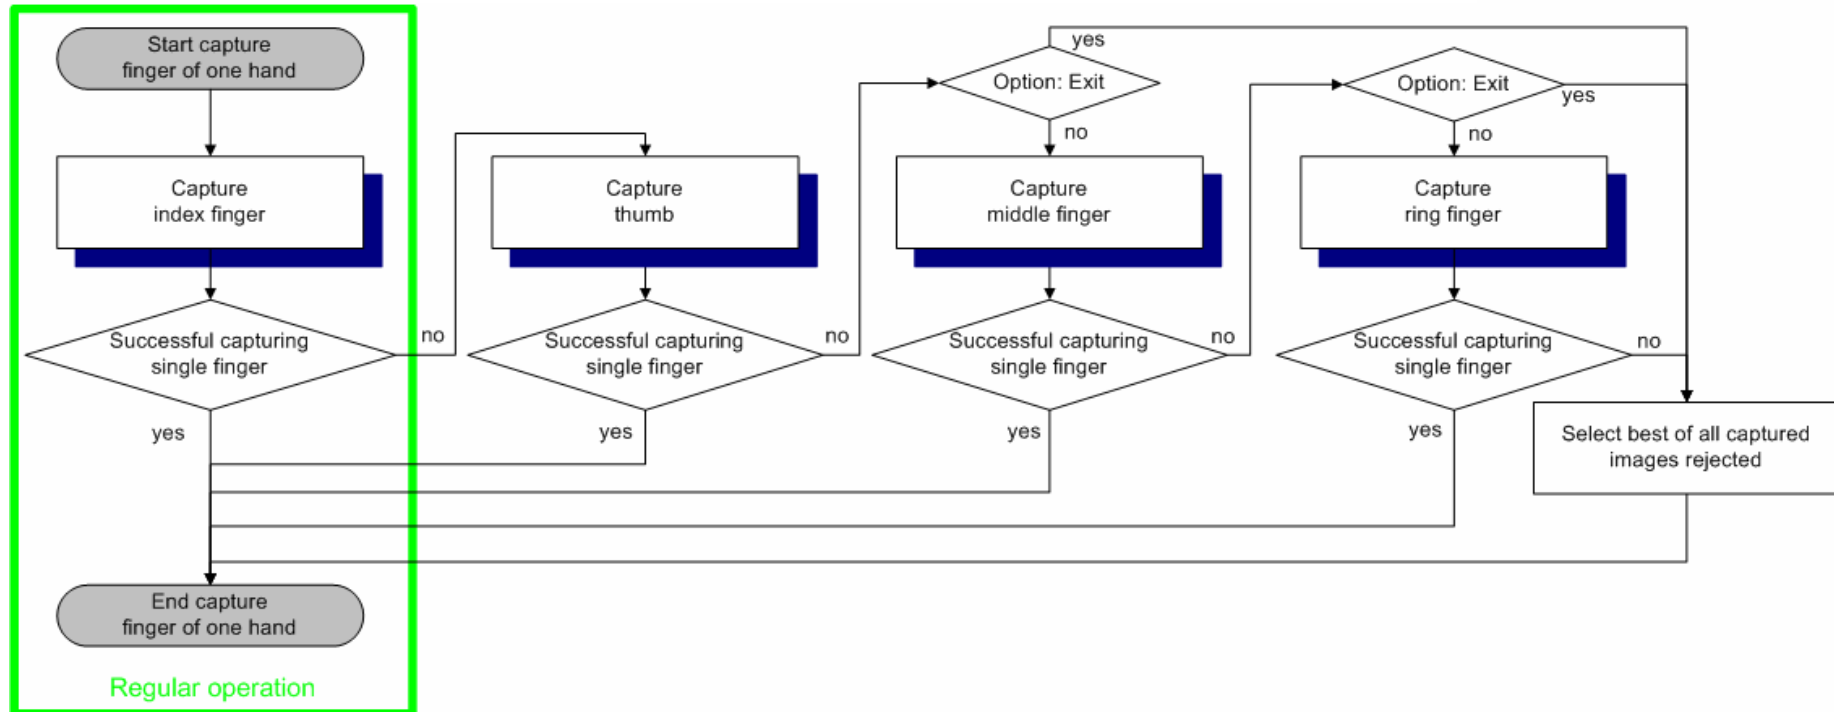 Start capture
finger of one hand
Capture
index finger
Successful capturing
single finger
no
yes
End capture
finger of one hand
Regular operation
Capture
thumb
Successful capturing
single finger
no
yes
Option: Exit
yes
no
Capture
middle finger
Successful capturing
single finger
no
yes
Option: Exit
yes
no
Capture
ring finger
Successful capturing
single finger
no
yes
Select best of all captured
images rejected